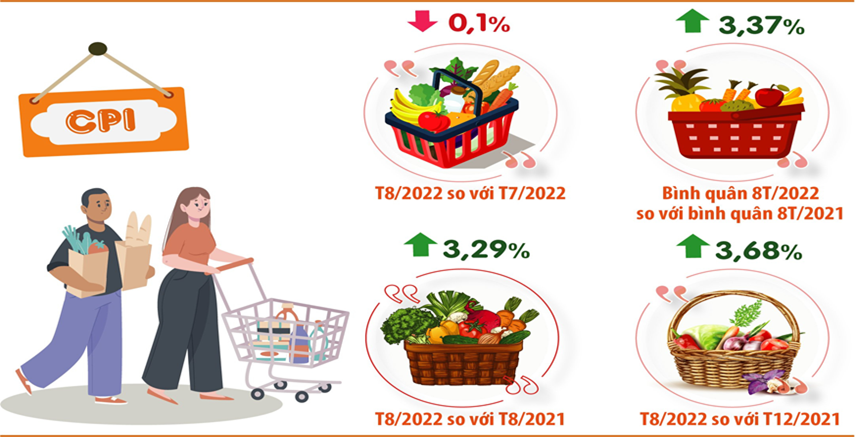 CPI
0,1%
T8/2022 so với T7/2022
3,37%
Bình quân 8T/2022
so với bình quân 8T/2021
3,29%
T8/2022 so với T8/2021
3,68%
T8/2022 so với T12/2021